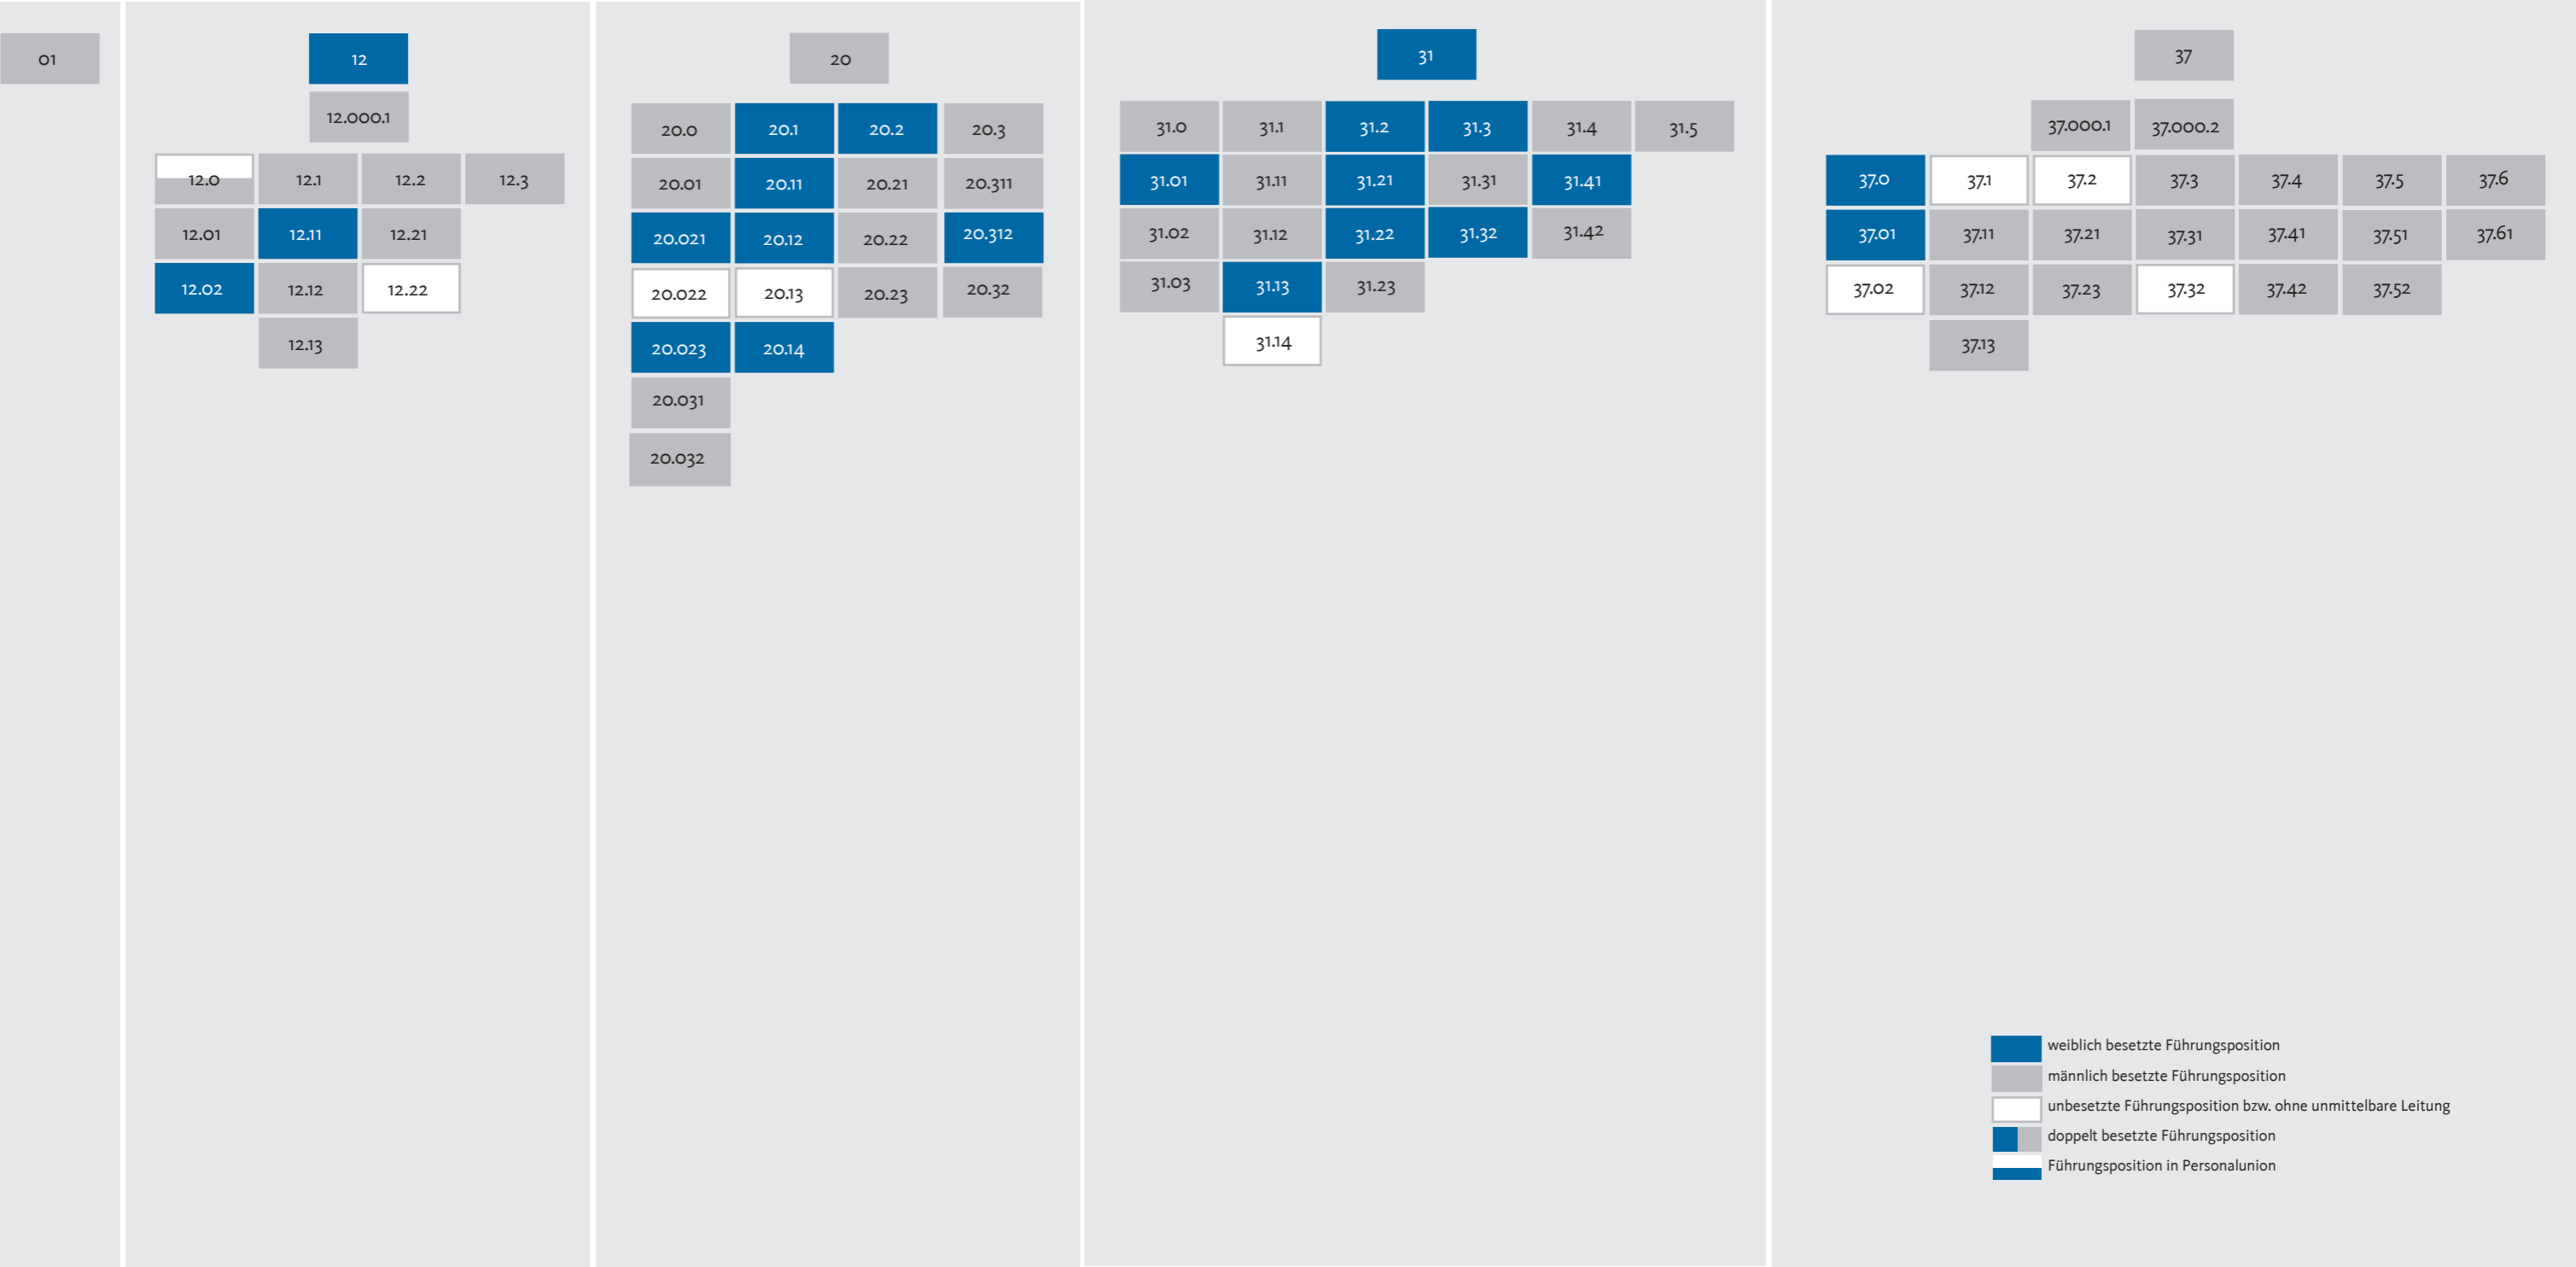 01
12
12.000.1
12.0 12.1 12.2 12.3
12.01 12.11 12.21
12.02 12.12 12.22
12.13
20
20.0 20.1 20.2 20.3
20.01 20.11 20.21 20.311
20.021 20.12 20.22 20.312
20.022 20.13 20.23 20.32
20.023 20.14
20.031
20.032
31
31.0 31.1 31.2 31.3 31.4 31.5
31.01 31.11 31.21 31.31 31.41
31.02 31.12 31.22 31.32 31.42
31.03 31.13 31.23
31.14
37
37.000.1 37.000.2
37.0 37.1 37.2 37.3 37.4 37.5 37.6
37.01 37.11 37.21 37.31 37.41 37.51 37.61
37.02 37.12 37.23 37.32 37.42 37.52
37.13
weiblich besetzte Führungsposition
männlich besetzte Führungsposition
unbesetzte Führungsposition bzw. ohne unmittelbare Leitung
doppelt besetzte Führungsposition
Führungsposition in Personalunion